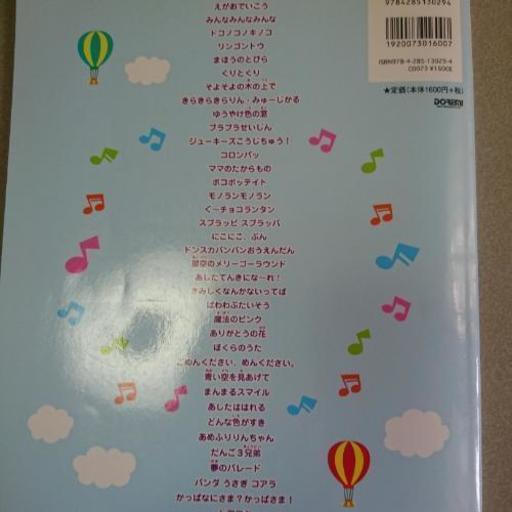 9784285130294
1920073016007
ISBN978-4-285-13029-4
C0073 ¥1600E
★定価(本体1600円+税)
DOREMI
えがおでいこう
みんなみんなみんな
ドコノコノキノコ
リンゴントウ
まほうのとびら
くりとくり
そよそよの木の上で
きらきらきらりん・みゅーじかる
ゆうやけ色の窓
ブラブラせいじん
ジューキーズこうじちゅう!
コロンパッ
ママのたからもの
ポコポッテイト
モノランモノラン
ぐーチョコランタン
スプラッピ スプラッパ
にこにこ、ぷん
ドンスカパンパンおうえんだん
星空のメリーゴーラウンド
あしたてんきにな〜れ!
さみしくなんかないってば
ぱわわぷたいそう
魔法のピンク
ありがとうの花
ぼくらのうた
ごめんください、めんください。
青い空を見あげて
まんまるスマイル
あしたははれる
どんな色がすき
あめふりりんちゃん
だんご3兄弟
夢のパレード
パンダ うさぎ コアラ
かっぱなにさま?かっぱさま!